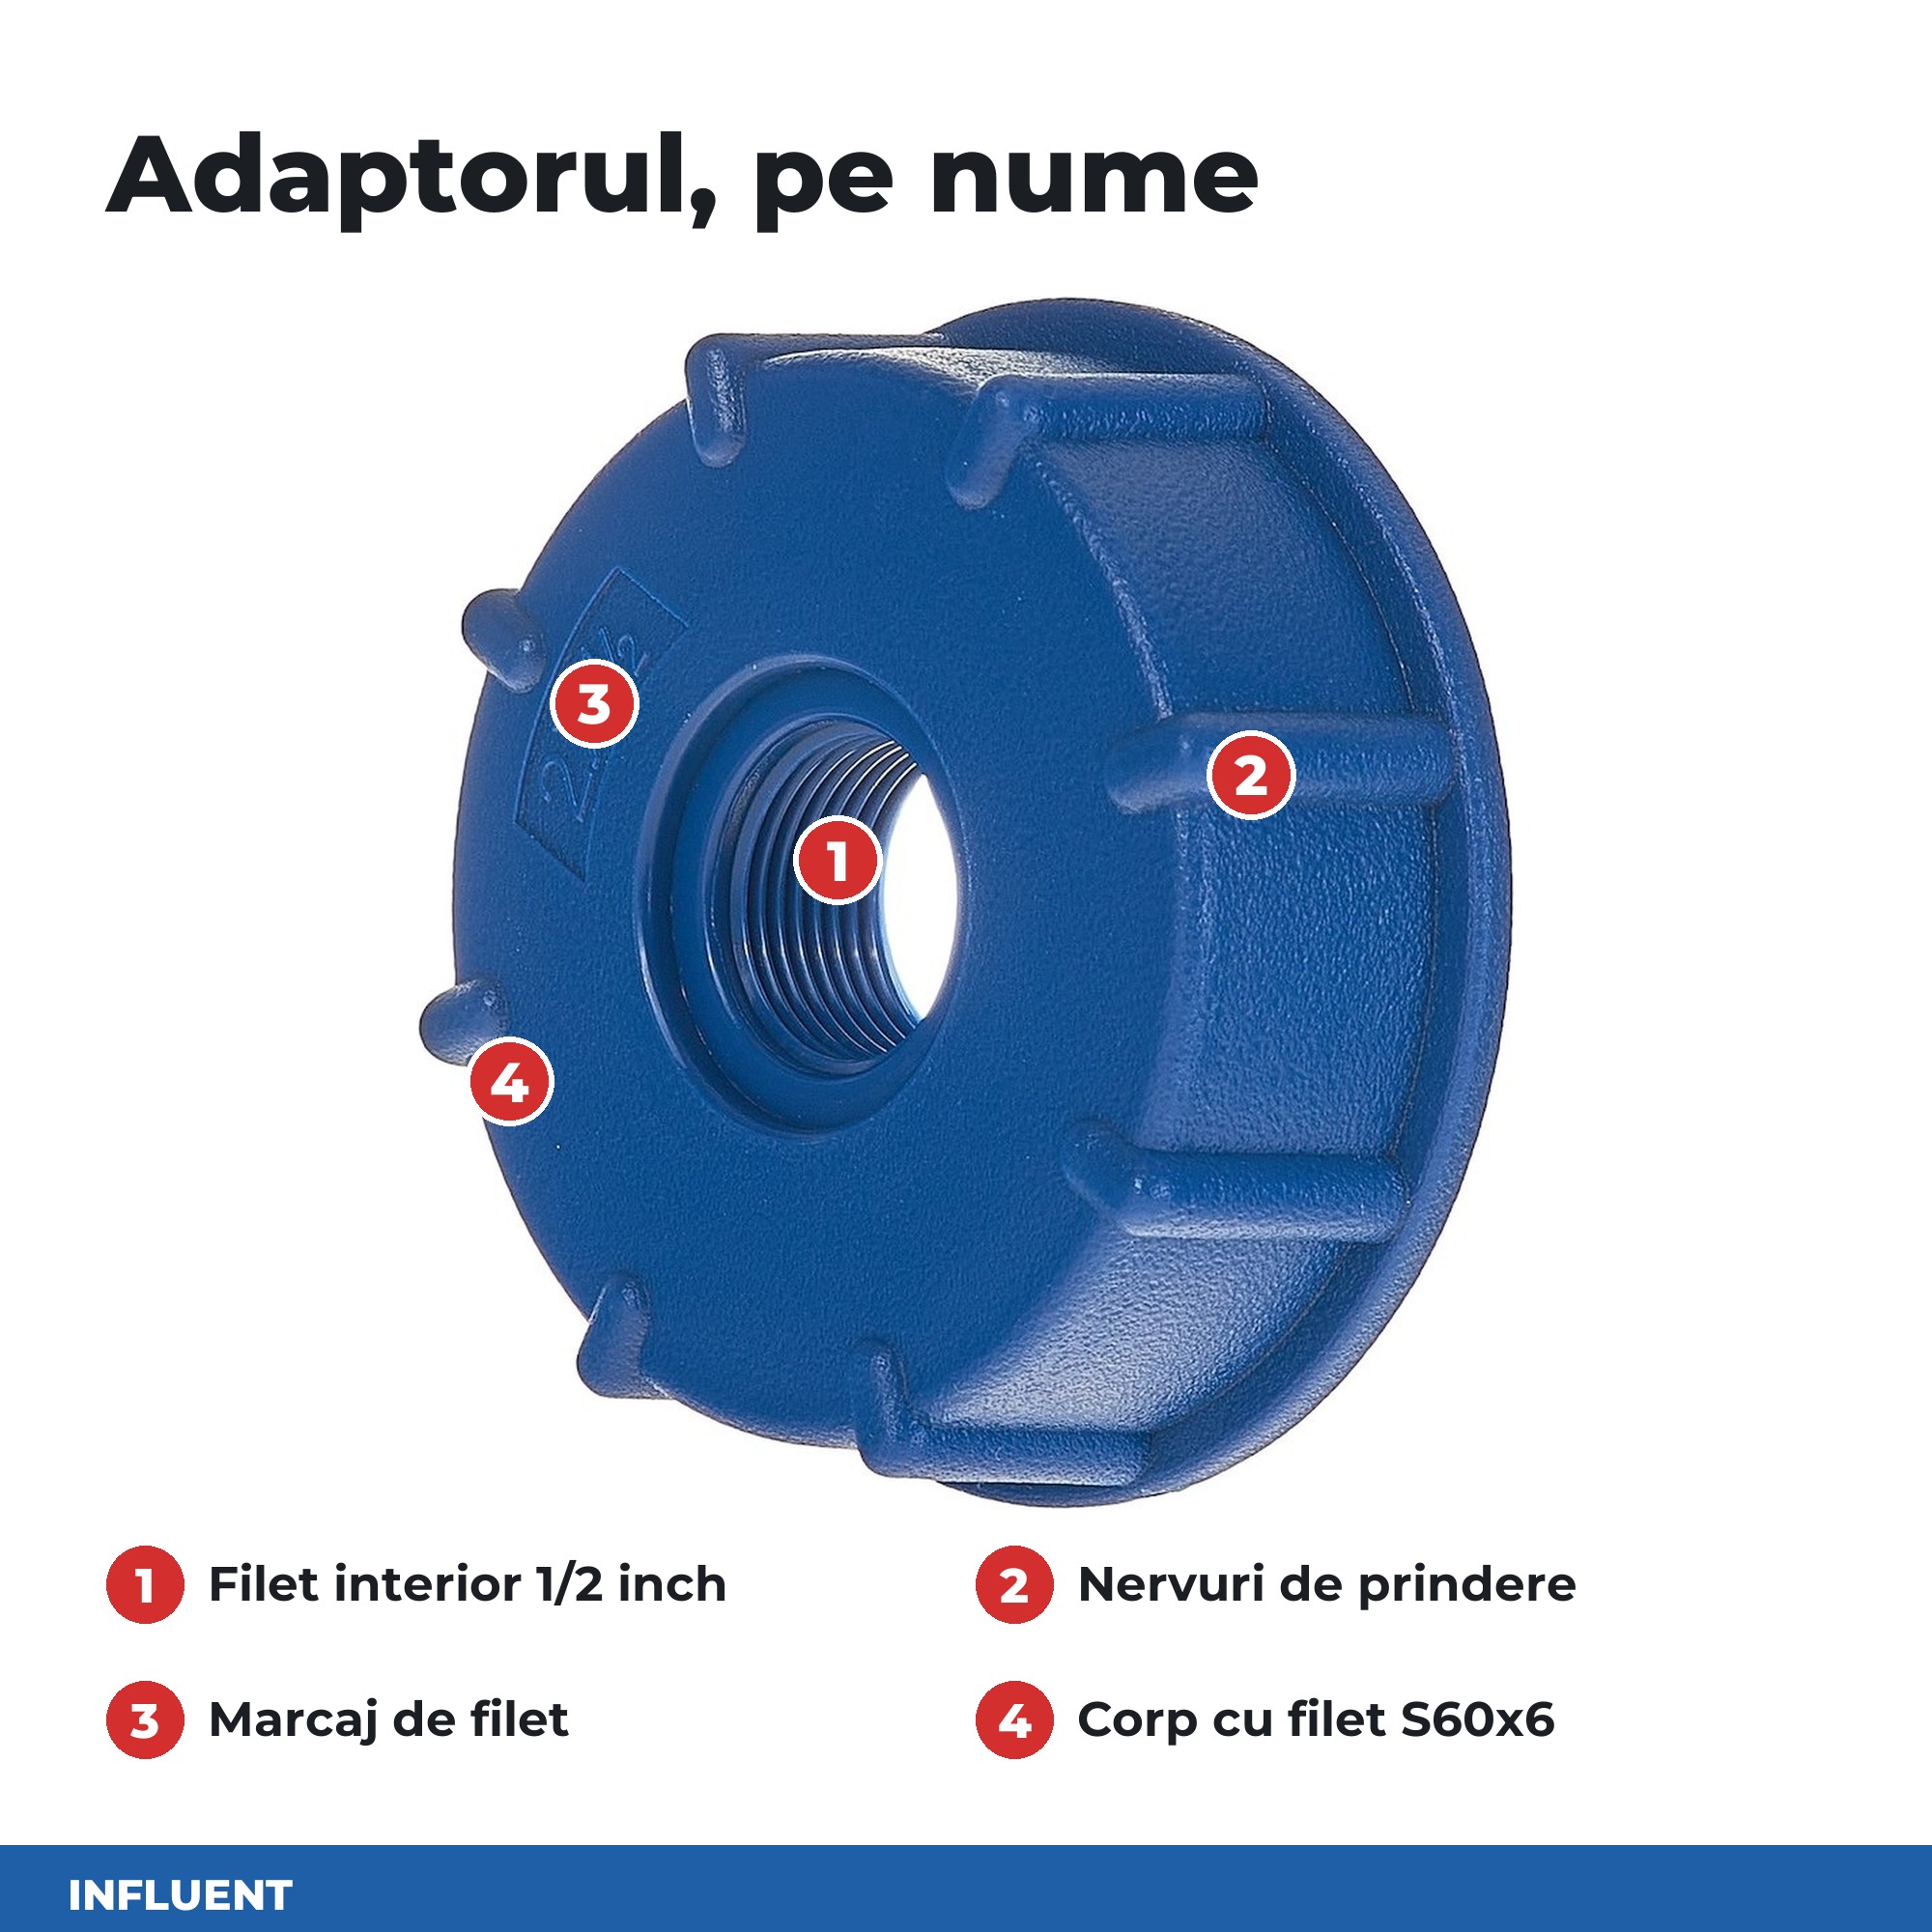 Adaptorul, pe nume
3
2
1
4
1 Filet interior 1/2 inch
2 Nervuri de prindere
3 Marcaj de filet
4 Corp cu filet S60x6
INFLUENT